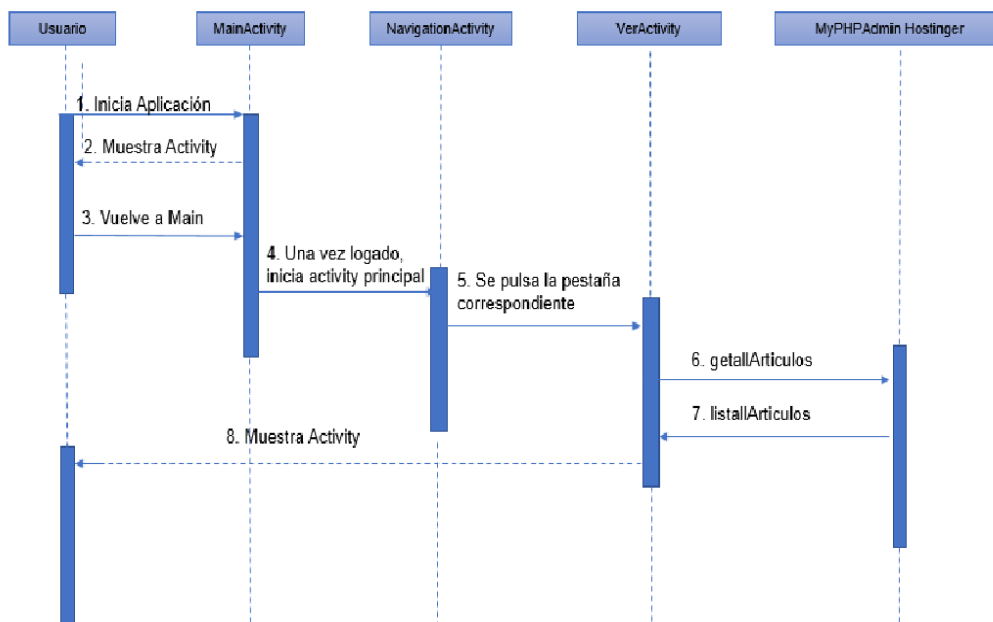 Usuario
MainActivity
NavigationActivity
VerActivity
MyPHPAdmin Hostinger
1. Inicia Aplicación
2. Muestra Activity
3. Vuelve a Main
4. Una vez logado,
inicia activity principal
5. Se pulsa la pestaña
correspondiente
6. getallArticulos
7. listallArticulos
8. Muestra Activity